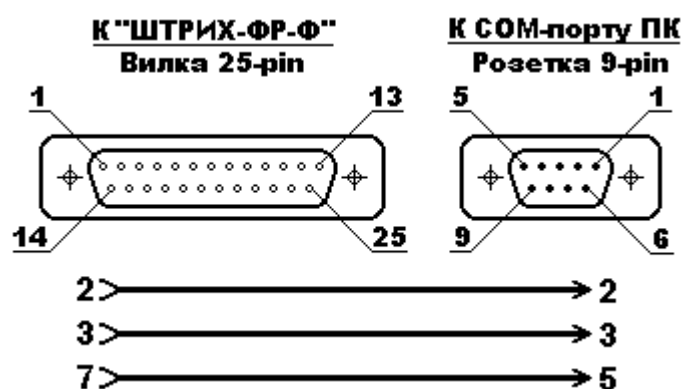 К "ШТРИХ-ФР-Ф"
Вилка 25-pin
К COM-порту ПК
Розетка 9-pin
1 13 5 1
14 25 9 6
2 2
3 3
7 5